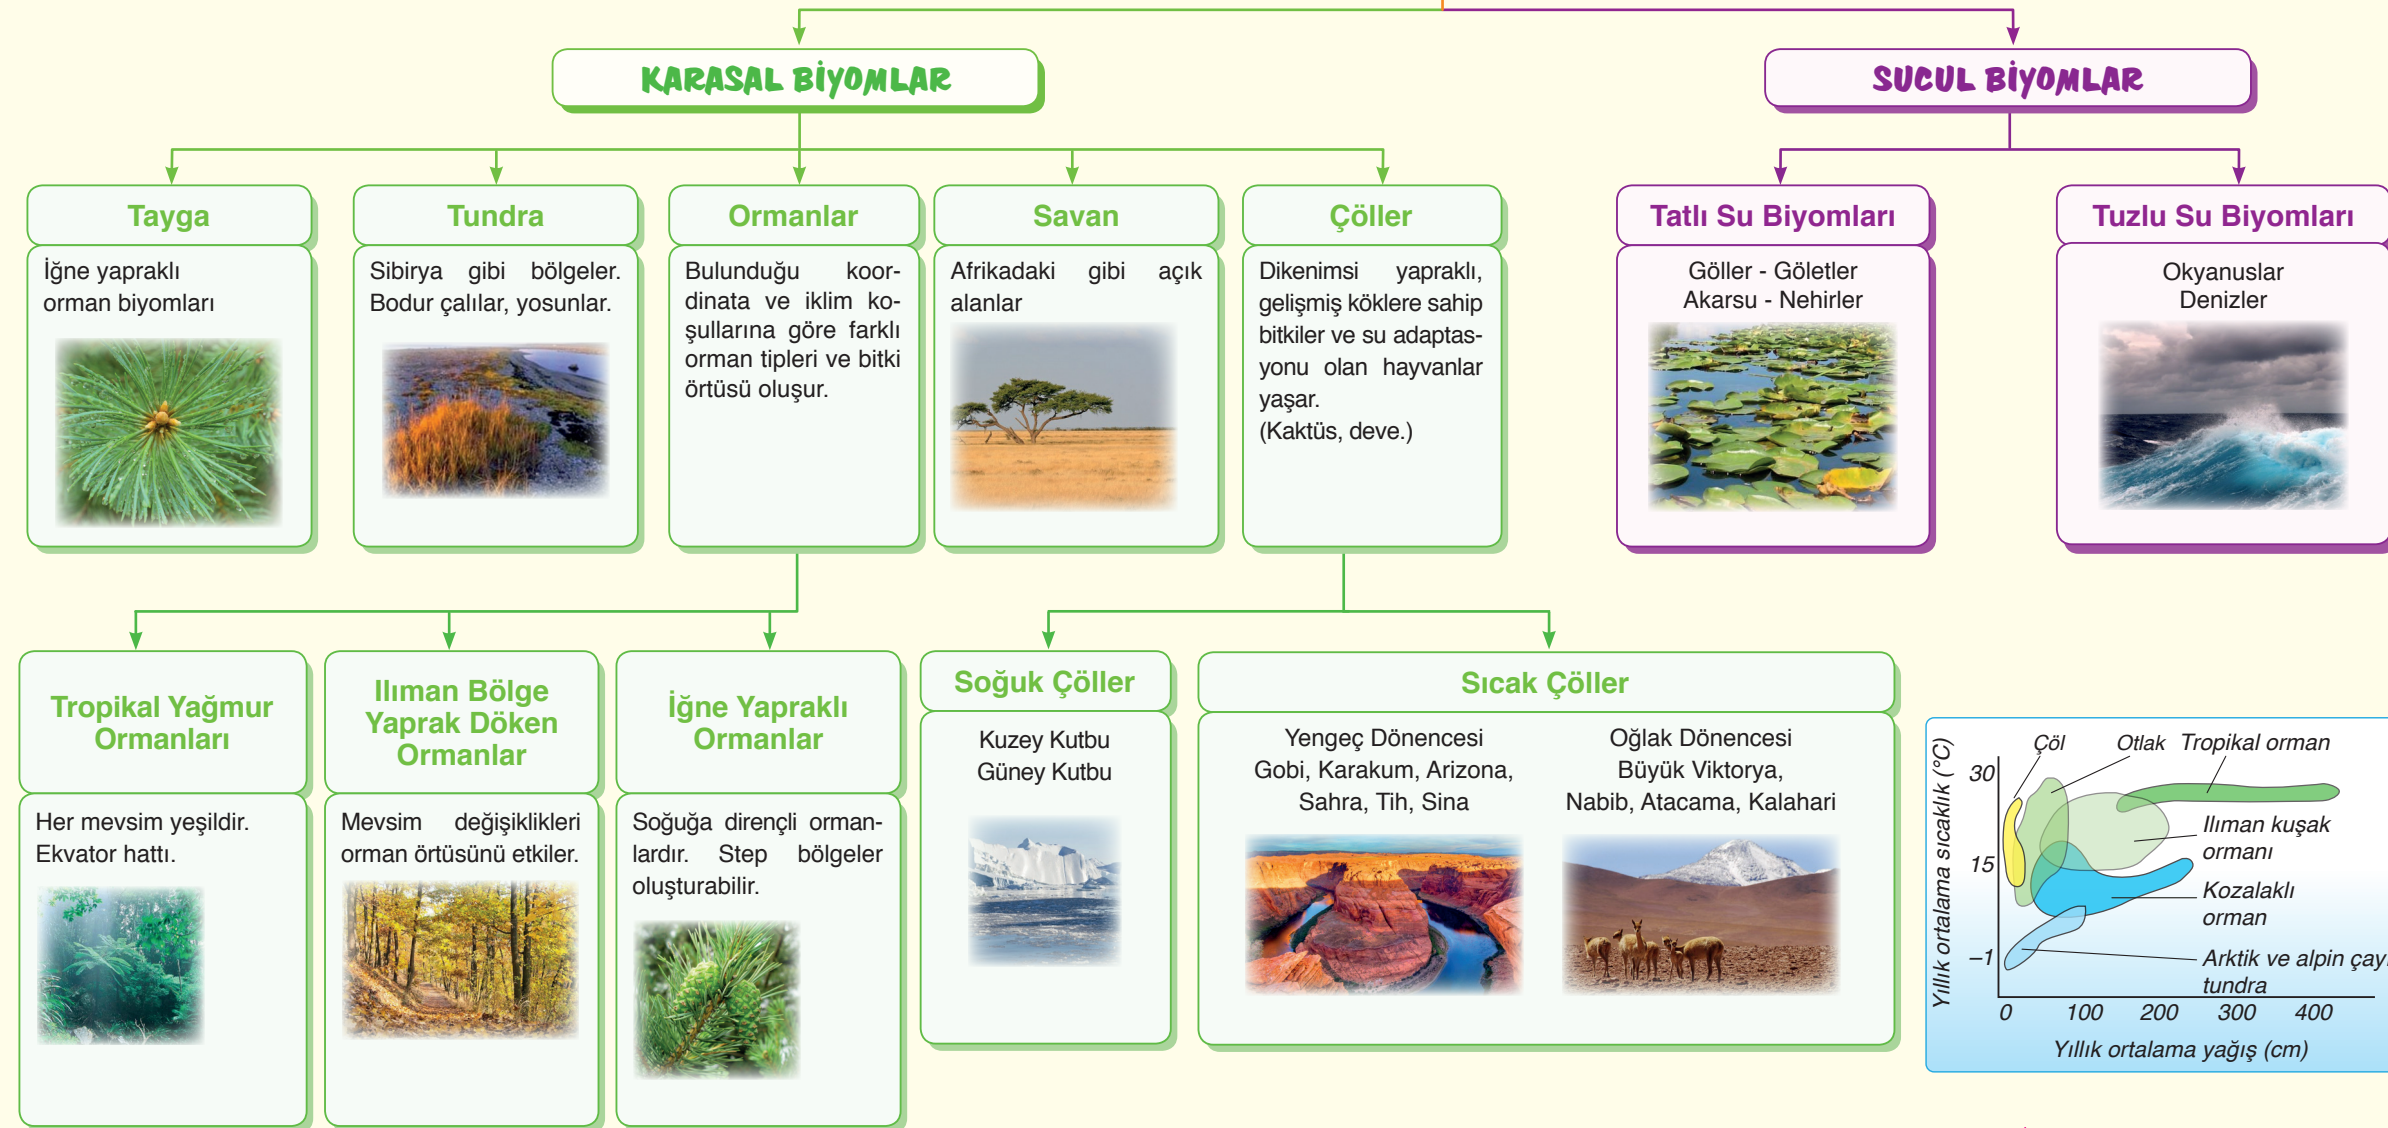 KARASAL BİYOMLAR
SUCUL BİYOMLAR
Tayga
İğne yapraklı
orman biyomları
Tundra
Sibirya gibi bölgeler.
Bodur çalılar, yosunlar.
Ormanlar
Bulunduğu koor-
dinata ve iklim ko-
şullarına göre farklı
orman tipleri ve bitki
örtüsü oluşur.
Savan
Afrikadaki gibi açık
alanlar
Çöller
Dikenimsi yapraklı,
gelişmiş köklere sahip
bitkiler ve su adaptas-
yonu olan hayvanlar
yaşar.
(Kaktüs, deve.)
Tatlı Su Biyomları
Göller - Göletler
Akarsu - Nehirler
Tuzlu Su Biyomları
Okyanuslar
Denizler
Tropikal Yağmur
Ormanları
Her mevsim yeşildir.
Ekvator hattı.
Ilıman Bölge
Yaprak Döken
Ormanlar
Mevsim değişiklikleri
orman örtüsünü etkiler.
İğne Yapraklı
Ormanlar
Soğuğa dirençli orman-
lardır. Step bölgeler
oluşturabilir.
Soğuk Çöller
Kuzey Kutbu
Güney Kutbu
Sıcak Çöller
Yengeç Dönencesi
Gobi, Karakum, Arizona,
Sahra, Tih, Sina
Oğlak Dönencesi
Büyük Viktorya,
Nabib, Atacama, Kalahari
Yıllık ortalama sıcaklık (°C)
30
15
–1
Çöl
Otlak
Tropikal orman
Ilıman kuşak
ormanı
Kozalaklı
orman
Arktik ve alpin
tundra
0 100 200 300 400
Yıllık ortalama yağış (cm)